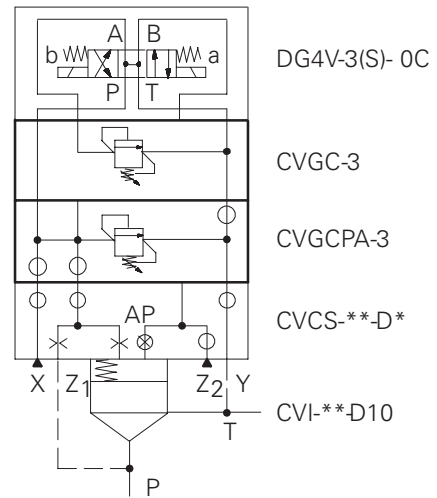 A B
b a
P T
DG4V-3(S)- 0C
CVGC-3
CVGCPA-3
AP
CVCS-**-D*
X Z1 Z2 Y
CVI-**-D10
T
P